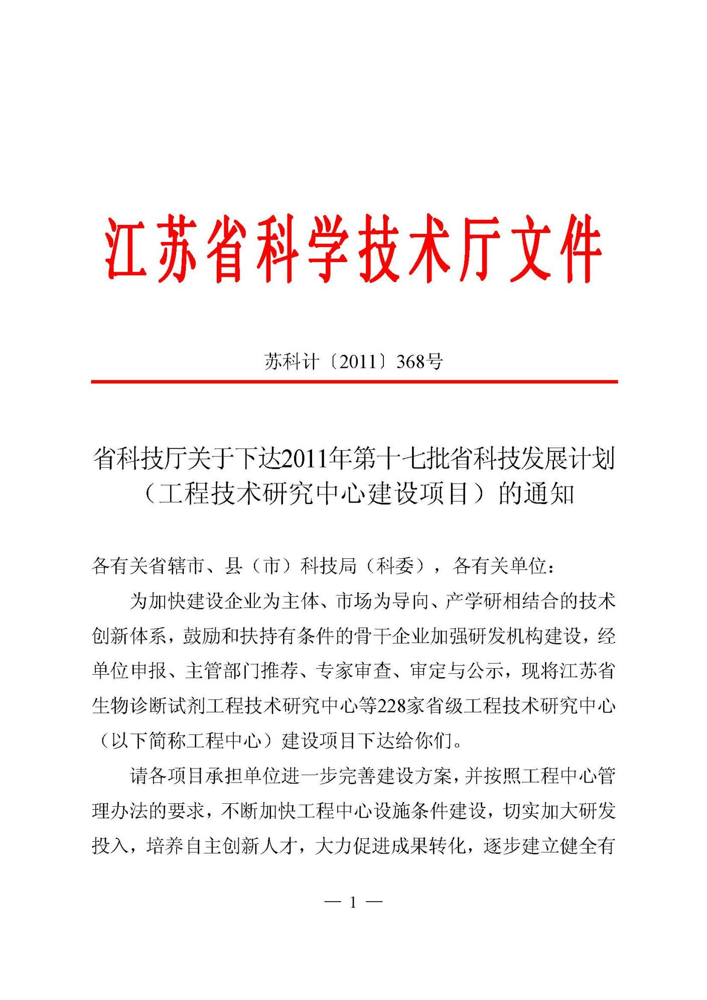 江苏省科学技术厅文件
苏科计〔2011〕368号
省科技厅关于下达2011年第十七批省科技发展计划
（工程技术研究中心建设项目）的通知
各有关省辖市、县（市）科技局（科委），各有关单位：
为加快建设企业为主体、市场为导向、产学研相结合的技术
创新体系，鼓励和扶持有条件的骨干企业加强研发机构建设，经
单位申报、主管部门推荐、专家审查、审定与公示，现将江苏省
生物诊断试剂工程技术研究中心等228家省级工程技术研究中心
（以下简称工程中心）建设项目下达给你们。
请各项目承担单位进一步完善建设方案，并按照工程中心管
理办法的要求，不断加快工程中心设施条件建设，切实加大研发
投入，培养自主创新人才，大力促进成果转化，逐步建立健全有
— 1 —